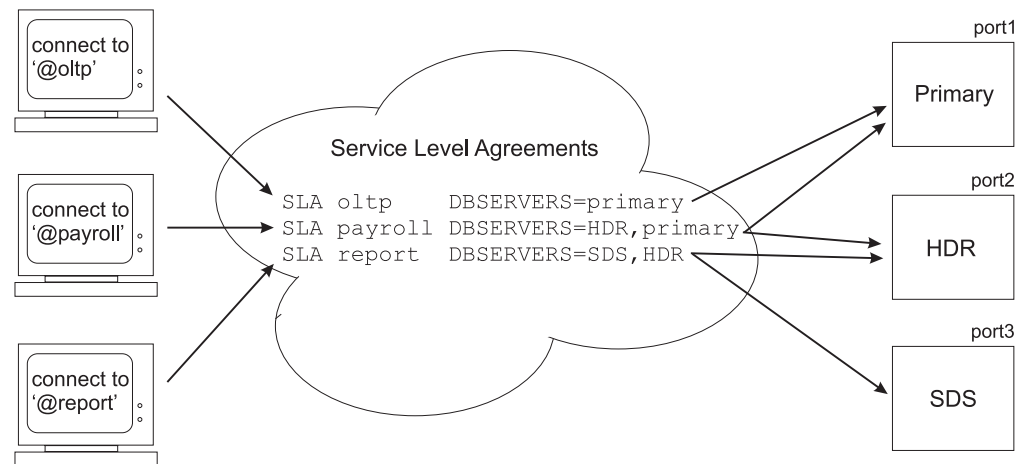 connect to
‘@oltp’
connect to
‘@payroll’
connect to
‘@report’
Service Level Agreements
SLA oltp DBSERVERS=primary
SLA payroll DBSERVERS=HDR,primary
SLA report DBSERVERS=SDS,HDR
port1
Primary
port2
HDR
port3
SDS